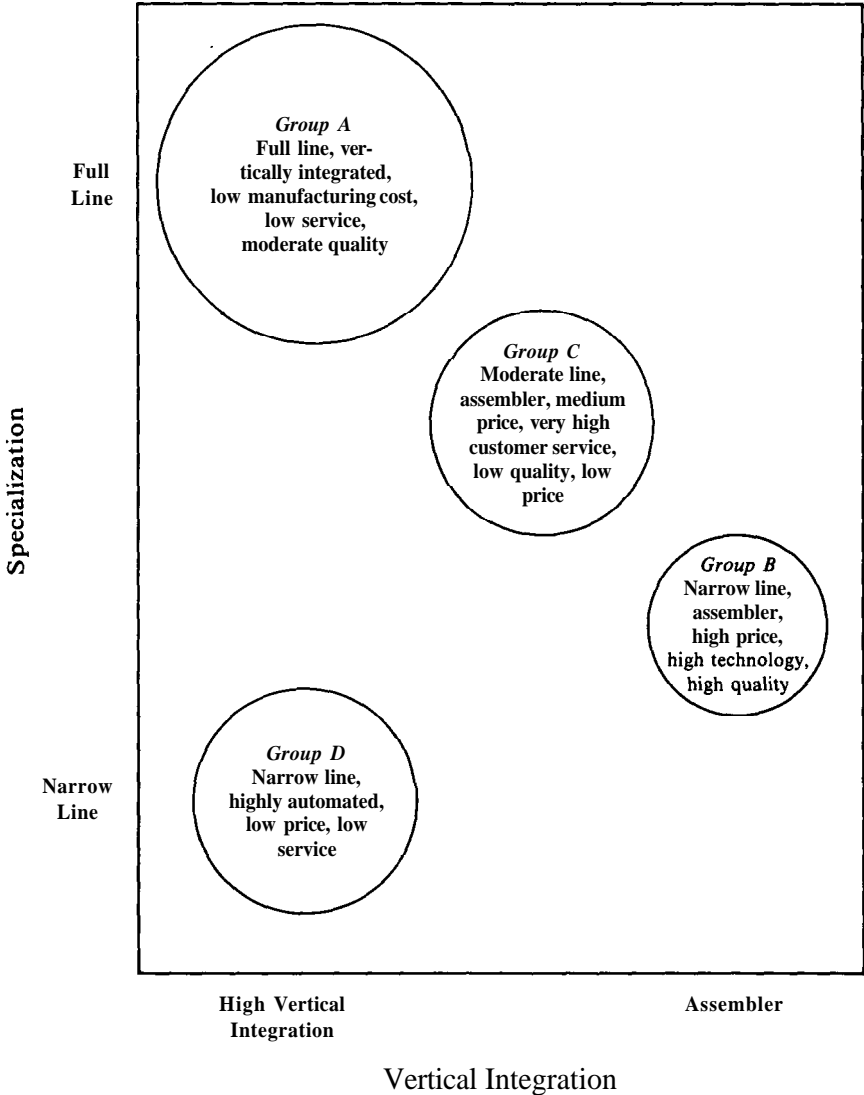 Group A
Full line, ver-
tically integrated,
low manufacturing cost,
low service,
moderate quality
Full
Line
Group C
Moderate line,
assembler, medium
price, very high
customer service,
low quality, low
price
Specialization
Group B
Narrow line,
assembler,
high price,
high technology,
high quality
Group D
Narrow line,
highly automated,
low price, low
service
Narrow
Line
High Vertical
Integration
Assembler
Vertical Integration